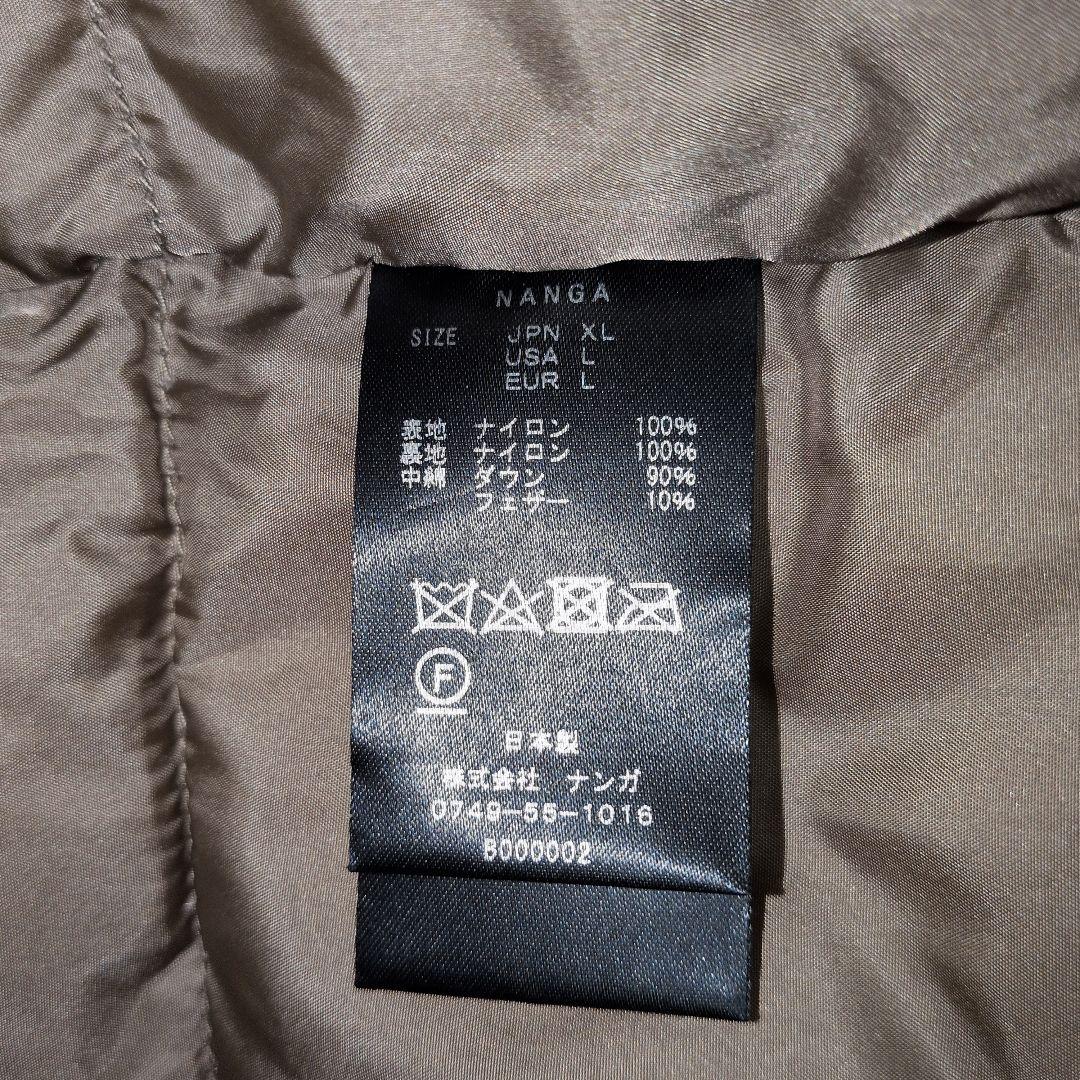 NANGA
SIZE JPN XL
USA L
EUR L
表地 ナイロン 100%
裏地 ナイロン 100%
中綿 ダウン 90%
フェザー 10%
F
日本製
株式会社 ナンガ
0749-55-1016
B000002